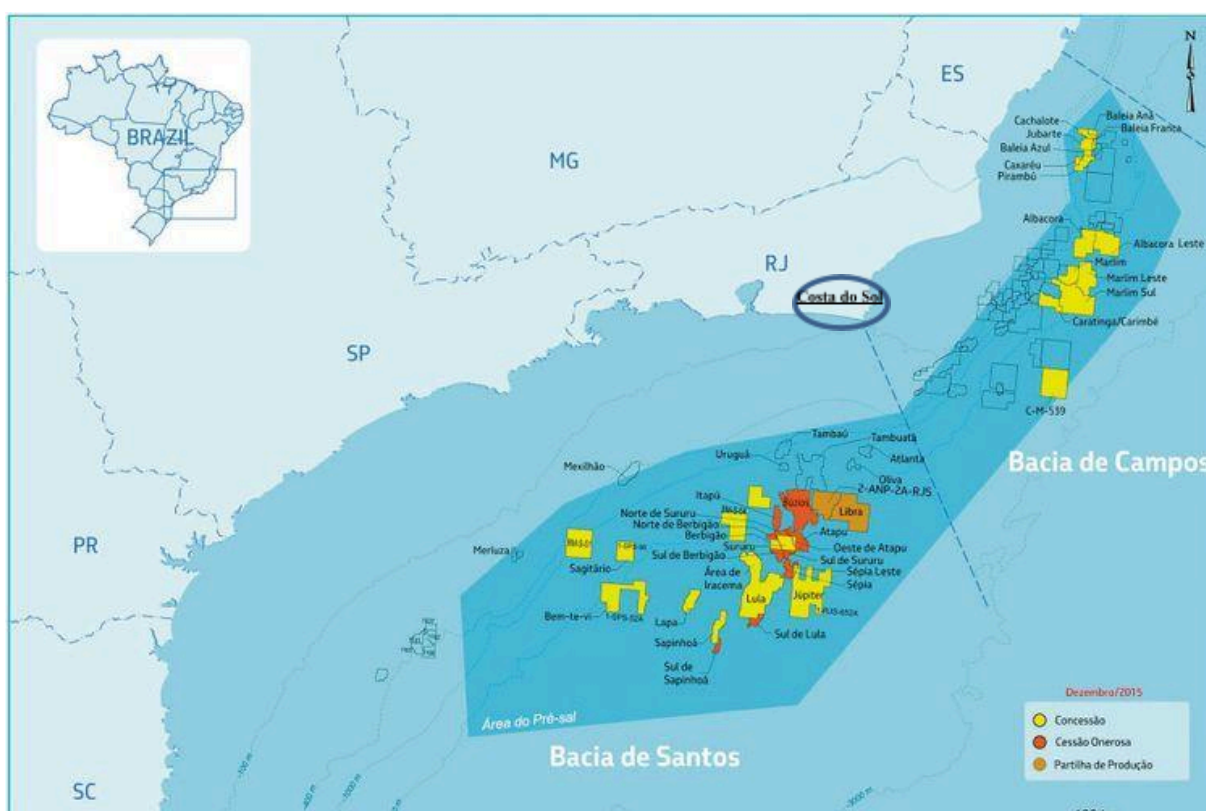 N
ES
BRAZIL
MG
Cachalote
Baleia Anã
Jubarte
Baleia Franca
Baleia Azul
Caxaréu
Pirambú
Albacora
Albacora Leste
RJ
Marlim
Costa do Sol
Marlim Leste
Marlim Sul
Caratinga/Carimbé
SP
C-M-539
Tambaú
Tambuatá
Uruguá
Atlanta
Mexilhão
Bacia de Campos
Oliva
2-ANP-2A-RJS
Itapú
Búzios
Libra
Norte de Sururu
Norte de Berbigão
Atapu
Berbigão
PR
Sururu
Oeste de Atapu
Merluza
Sul de Berbigão
Sul de Sururu
Sagitário
Área de
Iracema
Sépia Leste
Sépia
Lula
Júpiter
Bem-te-vi
Lapa
Sul de Lula
Sapinhoá
Sul de
Sapinhoá
Dezembro/2015
Área do Pré-sal
Concessão
Bacia de Santos
Cessão Onerosa
Partilha de Produção
SC
-100 m
-400 m
-1000 m
-3000 m